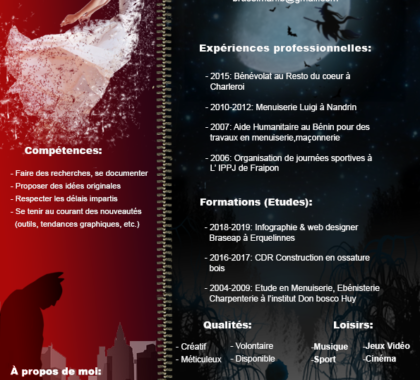 Compétences:
- Faire des recherches, se documenter
- Proposer des idées originales
- Respecter les délais impartis
- Se tenir au courant des nouveautés
(outils, tendances graphiques, etc.)
À propos de moi:
Expériences professionnelles:
- 2015: Bénévolat au Resto du coeur à
Charleroi
- 2010-2012: Menuiserie Luigi à Nandrin
- 2007: Aide Humanitaire au Bénin pour des
travaux en menuiserie,maçonnerie
- 2006: Organisation de journées sportives à
L' IPPJ de Fraipon
Formations (Etudes):
- 2018-2019: Infographie & web designer
Braseap à Erquelinnes
- 2016-2017: CDR Construction en ossature
bois
- 2004-2009: Etude en Menuiserie, Ebénisterie
Charpenterie à l'institut Don bosco Huy
Qualités:
- Créatif
- Méticuleux
- Volontaire
- Disponible
Loisirs:
-Musique
-Sport
-Jeux Vidéo
-Cinéma